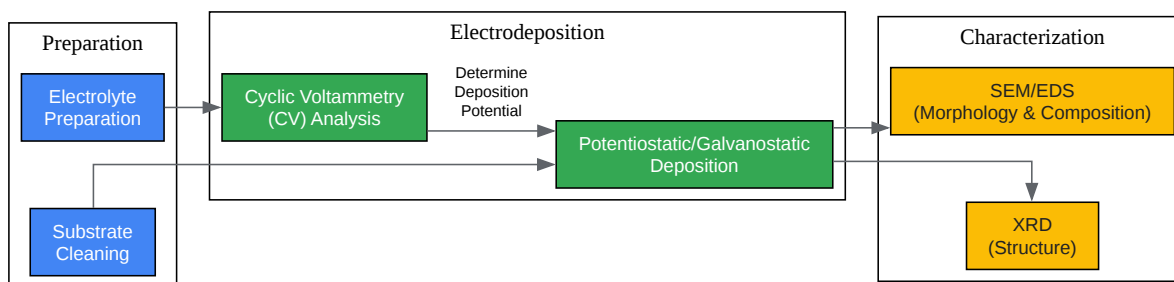 Preparation
Electrolyte
Preparation
Substrate
Cleaning
Electrodeposition
Cyclic Voltammetry
(CV) Analysis
Determine
Deposition
Potential
Potentiostatic/Galvanostatic
Deposition
Characterization
SEM/EDS
(Morphology & Composition)
XRD
(Structure)